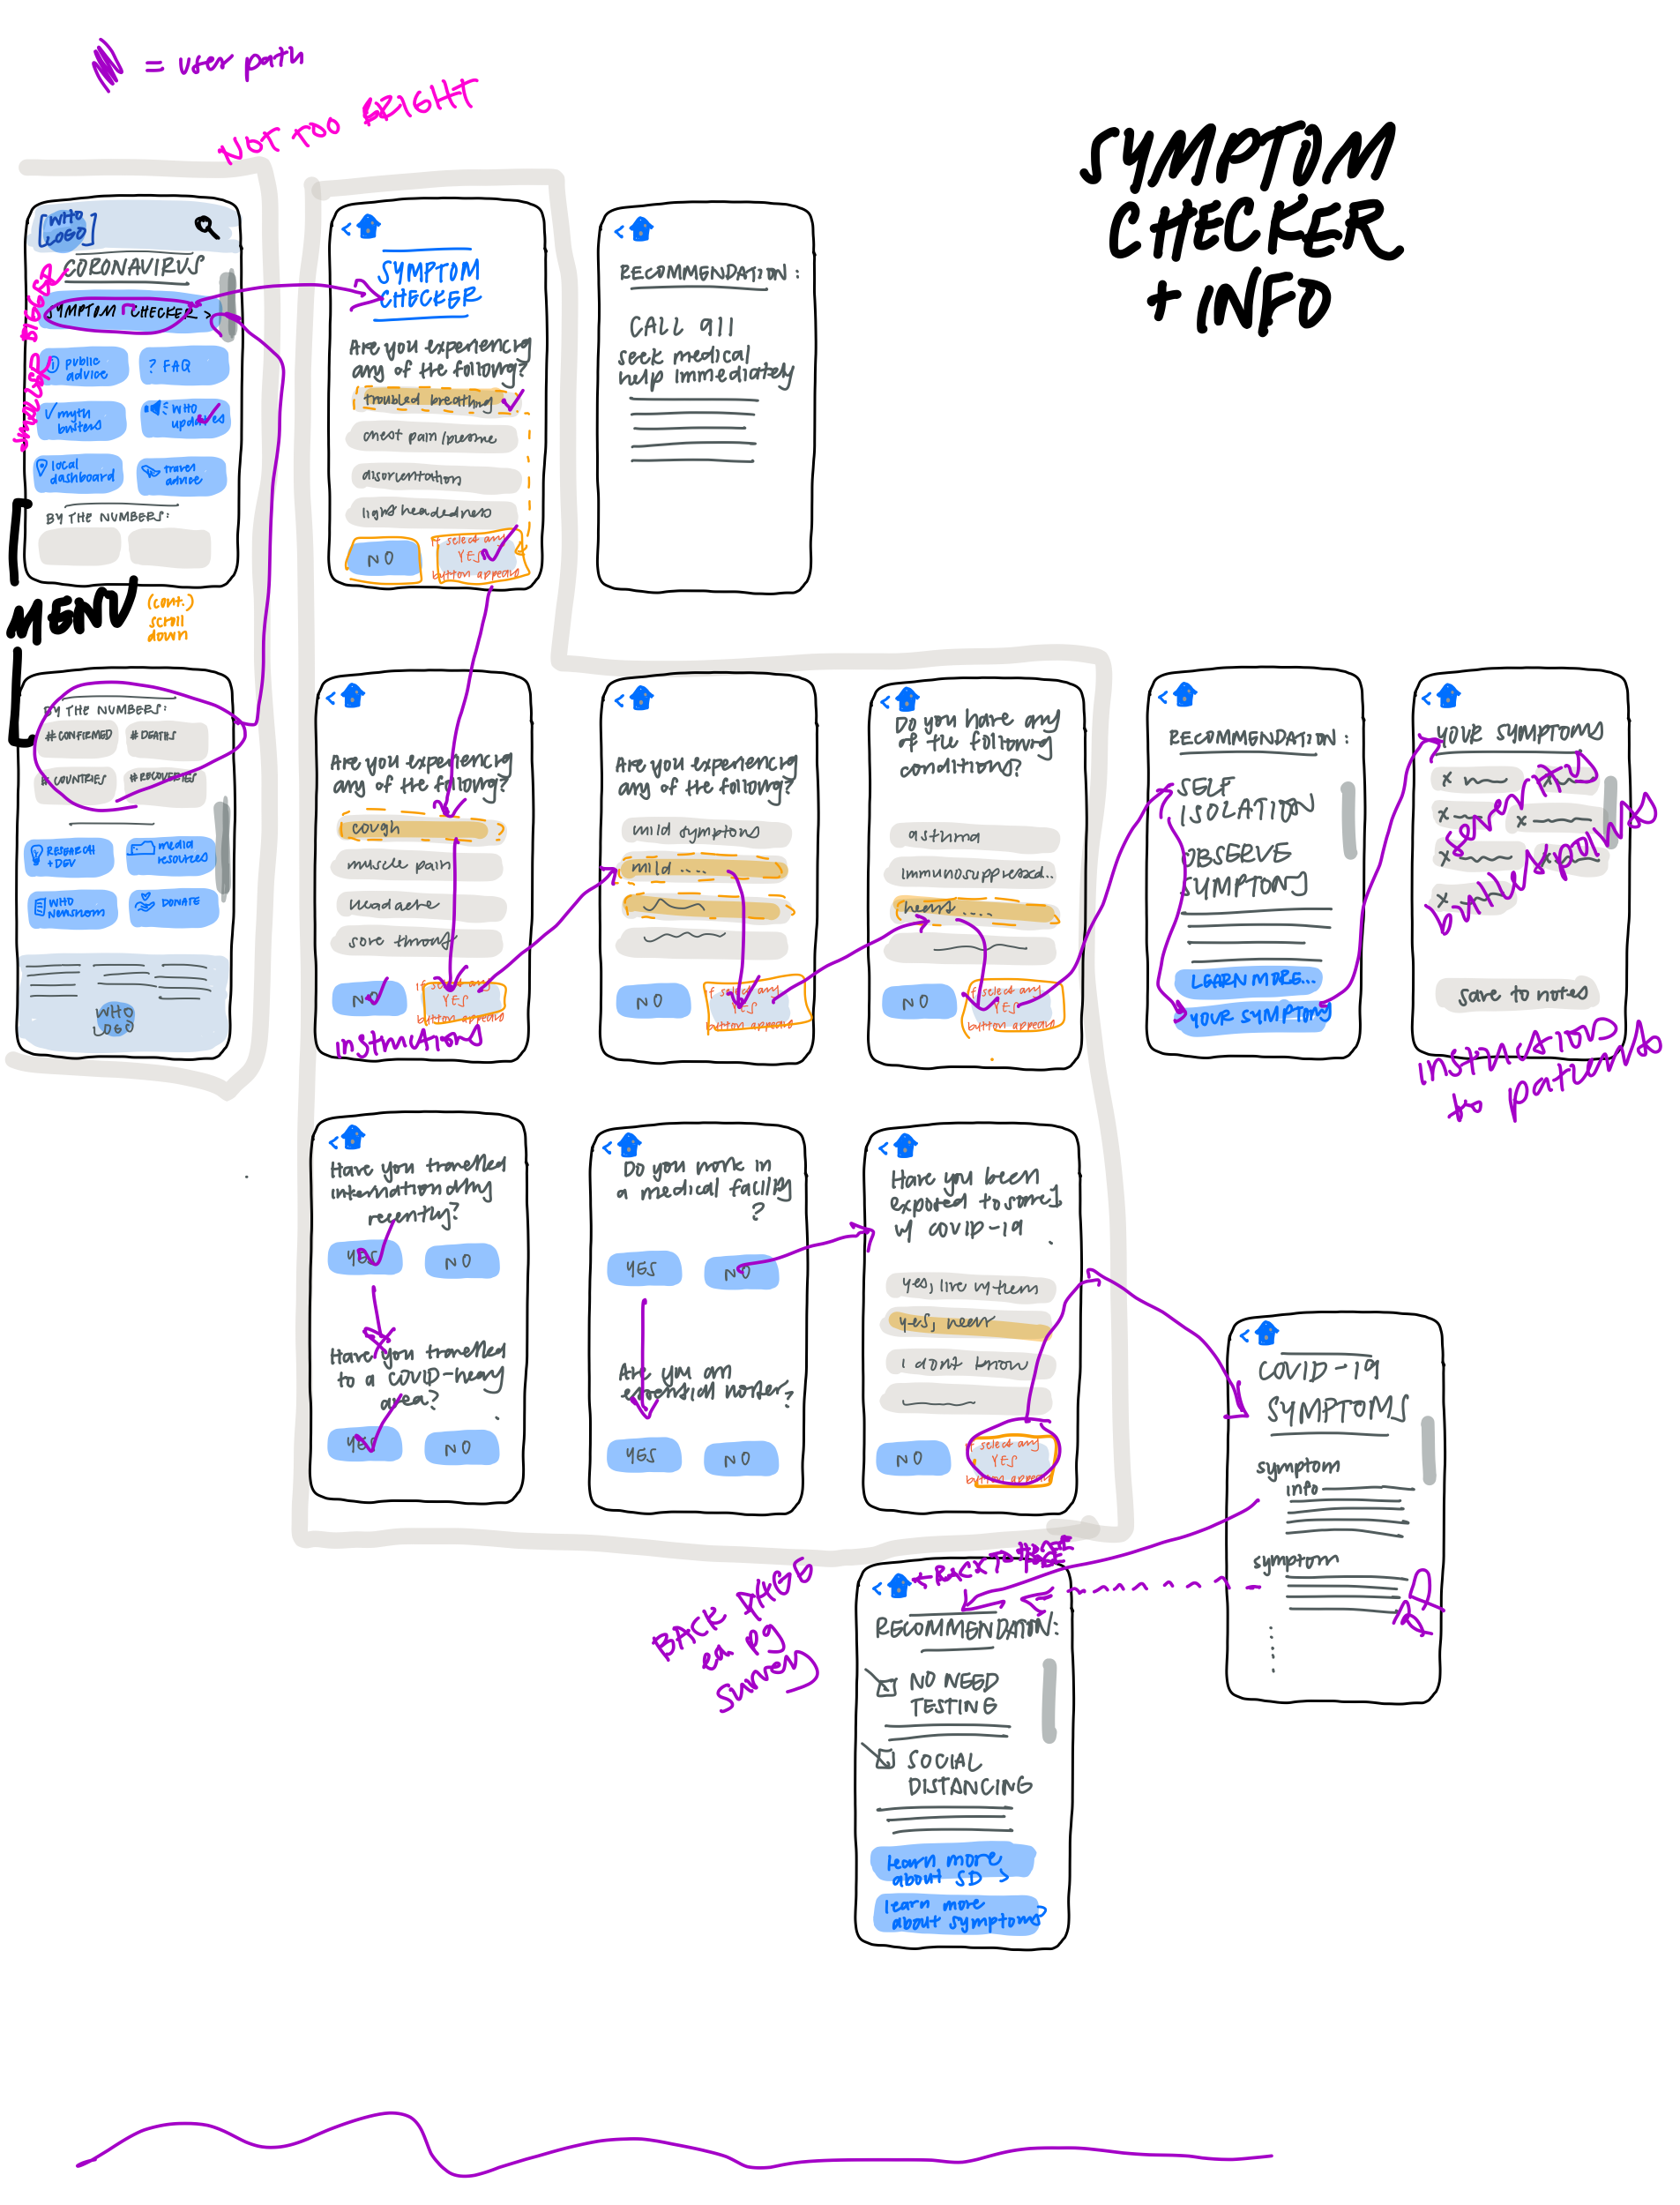 = user path
NOT TOO BRIGHT
SYMPTOM
CHECKER
+ INFO
[WHO
LOGO]
CORONAVIRUS
SYMPTOM CHECKER >
SMOLLER BIGGER
public
advice
? FAQ
✓ myth
busters
WHO
updates
local
dashboard
travel
advice
BY THE NUMBERS:
MENU
(cont.)
scroll
down
BY THE NUMBERS:
#CONFIRMED
#DEATHS
#COUNTRIES
#RECOVERIES
RESEARCH
+DEV
media
resources
WHO
Newsroom
DONATE
WHO
LOGO
<
SYMPTOM
CHECKER
Are you experiencing
any of the following?
troubled breathing
chest pain/pressure
disorientation
lightheadedness
NO
If select any
YES
button appears
<
RECOMMENDATION:
CALL 911
seek medical
help immediately
<
Are you experiencing
any of the following?
cough
muscle pain
headache
sore throat
NO
If select any
YES
button appears
instructions
<
Are you experiencing
any of the following?
mild symptoms
mild ....
NO
If select any
YES
button appears
<
Do you have any
of the following
conditions?
asthma
immunosuppressed..
heart ....
NO
If select any
YES
button appears
<
RECOMMENDATION:
SELF
ISOLATION
OBSERVE
SYMPTOMS
LEARN MORE...
YOUR SYMPTOMS
<
YOUR SYMPTOMS
x
x
x
x
x
x
x
severity
bullet points
save to notes
instructions
to patients
<
Have you travelled
internationally
recently?
YES
NO
Have you travelled
to a COVID-heavy
area?
YES
NO
<
Do you work in
a medical facility
?
YES
NO
Are you an
essential worker?
YES
NO
<
Have you been
exposed to some1
w/ COVID-19
yes, live w/them
yes, near
I don't know
NO
If select any
YES
button appears
<
COVID-19
SYMPTOMS
symptom
info
symptom
BACK PAGE
ea pg
survey
<
← BACK TO HOME
PAGE
RECOMMENDATION:
NO NEED
TESTING
SOCIAL
DISTANCING
learn more
about SD >
learn more
about symptoms>